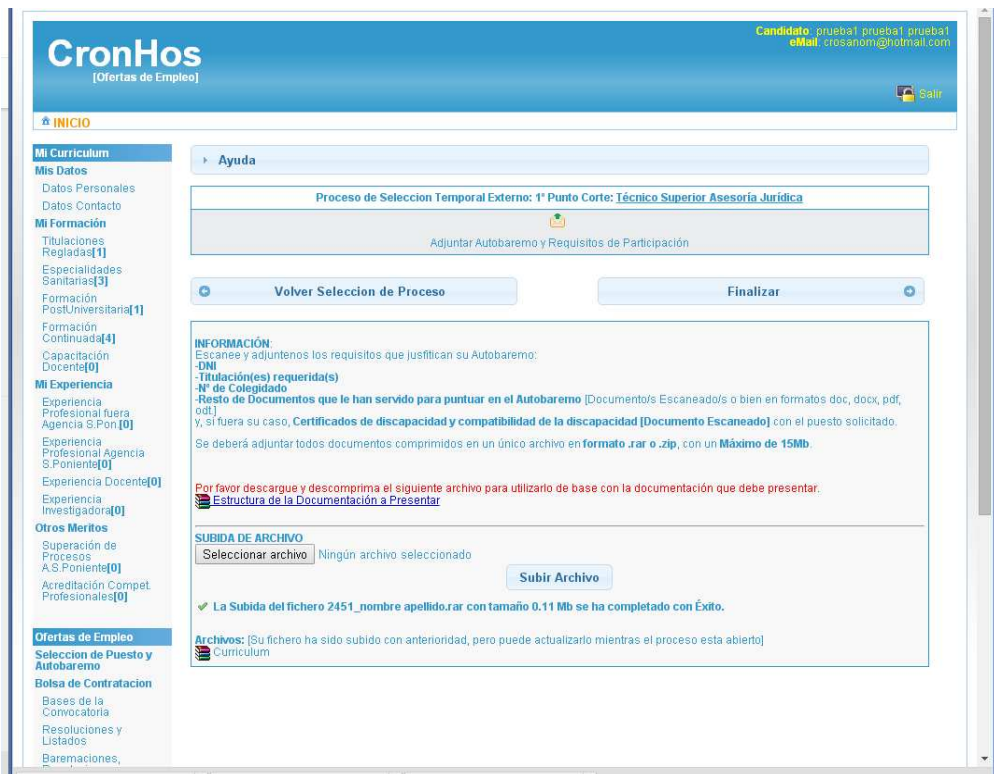 CronHos
[Ofertas de Empleo]
Candidato: prueba1 prueba1 prueba1
eMail: crosanom@hotmail.com
Salir
INICIO
Mi Curriculum
Mis Datos
Datos Personales
Datos Contacto
Mi Formación
Titulaciones
Regladas[1]
Especialidades
Sanitarias[3]
Formación
PostUniversitaria[1]
Formación
Continuada[4]
Capacitación
Docente[0]
Mi Experiencia
Experiencia
Profesional fuera
Agencia S.Pon.[0]
Experiencia
Profesional Agencia
S.Poniente[0]
Experiencia Docente[0]
Experiencia
Investigadora[0]
Otros Meritos
Superación de
Procesos
A.S.Poniente[0]
Acreditación Compet.
Profesionales[0]
Ofertas de Empleo
Seleccion de Puesto y
Autobaremo
Bolsa de Contratacion
Bases de la
Convocatoria
Resoluciones y
Listados
Baremaciones,
Ayuda
Proceso de Seleccion Temporal Externo: 1º Punto Corte: Técnico Superior Asesoría Jurídica
Adjuntar Autobaremo y Requisitos de Participación
Volver Seleccion de Proceso
Finalizar
INFORMACIÓN:
Escanee y adjuntenos los requisitos que jusfitican su Autobaremo:
-DNI
-Titulación(es) requerida(s)
-Nº de Colegidado
-Resto de Documentos que le han servido para puntuar en el Autobaremo [Documento/s Escaneado/s o bien en formatos doc, docx, pdf,
odt.]
y, si fuera su caso, Certificados de discapacidad y compatibilidad de la discapacidad [Documento Escaneado] con el puesto solicitado.
Se deberá adjuntar todos documentos comprimidos en un único archivo en formato .rar o .zip, con un Máximo de 15Mb.
Por favor descargue y descomprima el siguiente archivo para utilizarlo de base con la documentación que debe presentar.
Estructura de la Documentación a Presentar
SUBIDA DE ARCHIVO
Seleccionar archivo Ningún archivo seleccionado
Subir Archivo
La Subida del fichero 2451_nombre apellido.rar con tamaño 0.11 Mb se ha completado con Éxito.
Archivos: [Su fichero ha sido subido con anterioridad, pero puede actualizarlo mientras el proceso esta abierto]
Curriculum